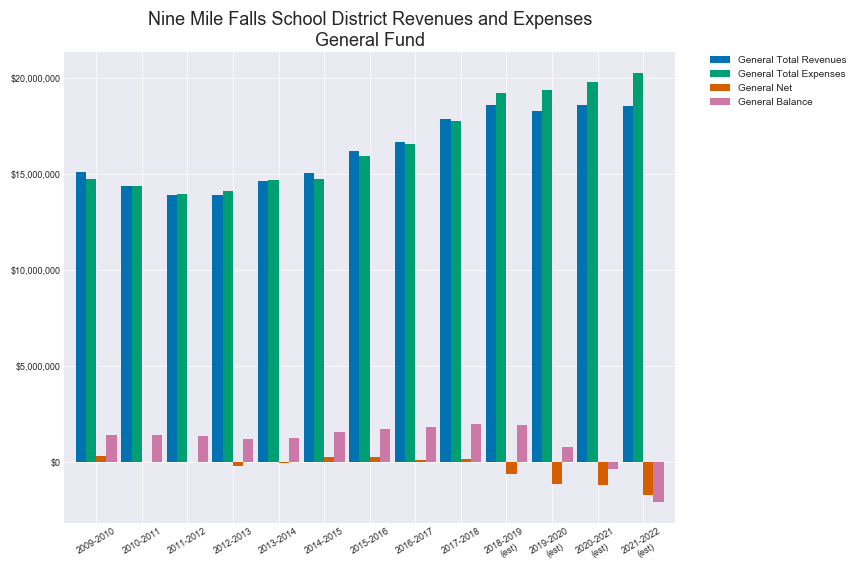 Nine Mile Falls School District Revenues and Expenses
General Fund
General Total Revenues
General Total Expenses
General Net
General Balance
$20,000,000
$15,000,000
$10,000,000
$5,000,000
$0
2009-2010
2010-2011
2011-2012
2012-2013
2013-2014
2014-2015
2015-2016
2016-2017
2017-2018
2018-2019
(est)
2019-2020
(est)
2020-2021
(est)
2021-2022
(est)